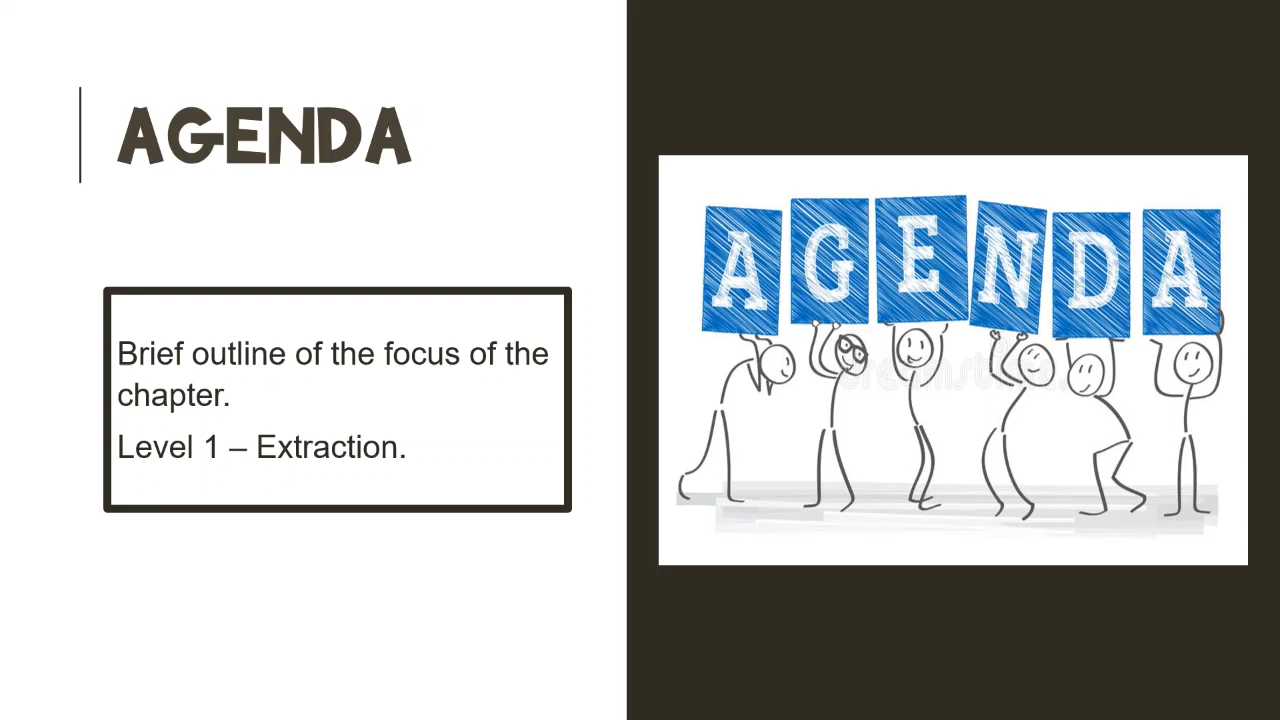 AGENDA
Brief outline of the focus of the
chapter.
Level 1 – Extraction.
AGENDA